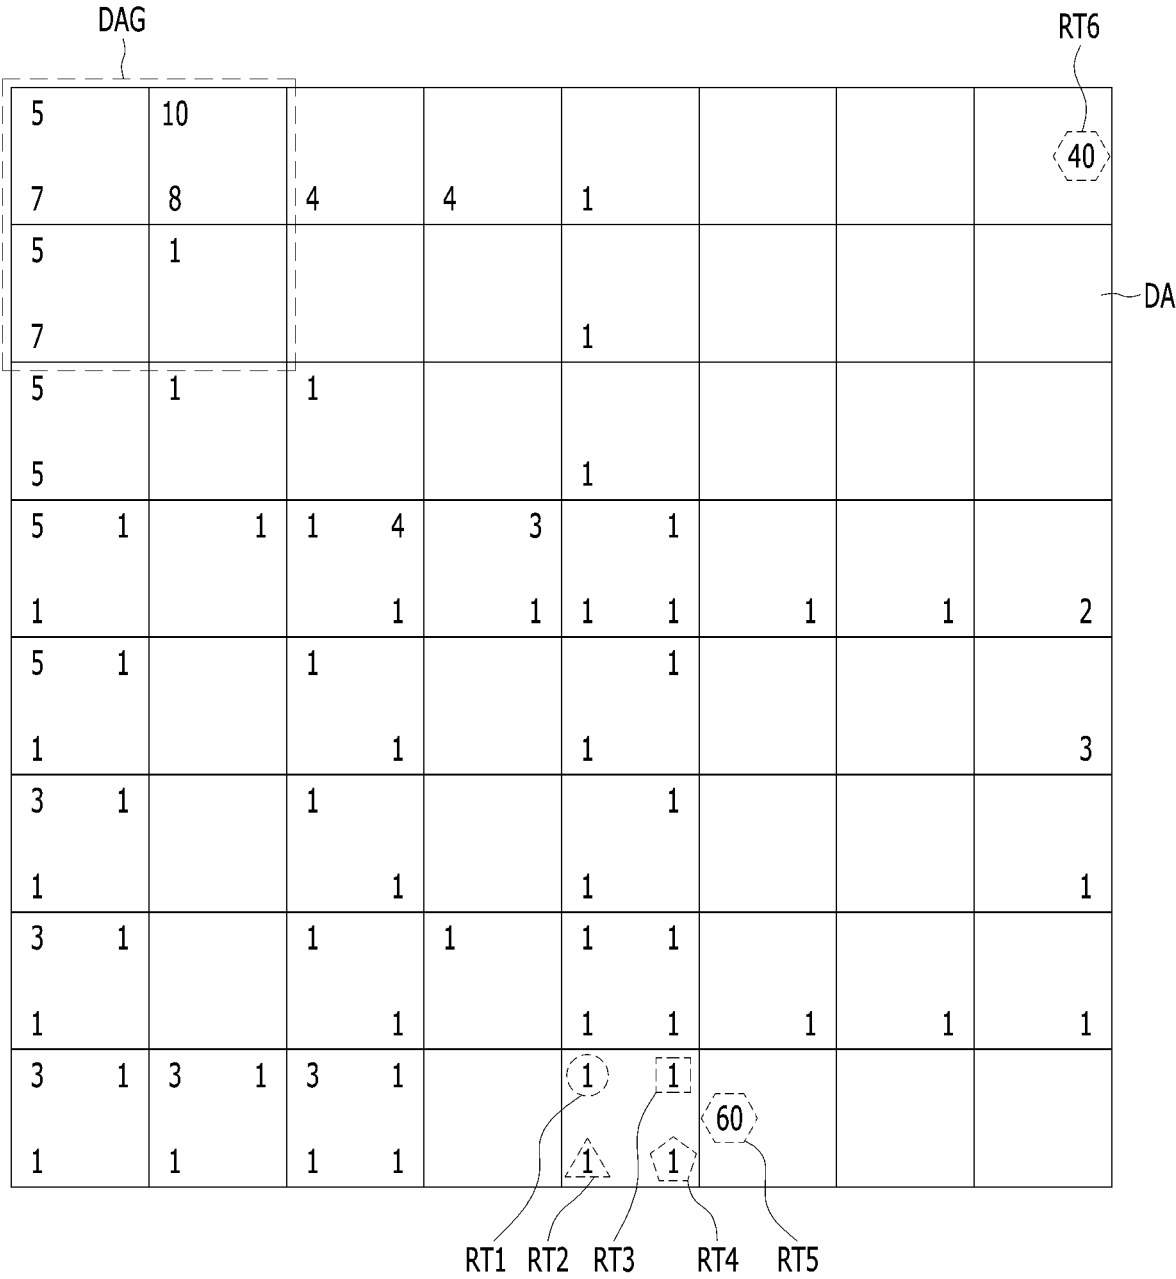 DAG
RT6
5 10
40
7 8 4 4 1
5 1
DA
7 1
5 1 1
5 1
5 1 1 1 4 3 1
1 1 1 1 1 1 1 2
5 1 1 1
1 1 1 3
3 1 1 1
1 1 1 1
3 1 1 1 1 1
1 1 1 1 1 1 1
3 1 3 1 3 1 1 1
60
1 1 1 1 1 1
RT1 RT2 RT3 RT4 RT5